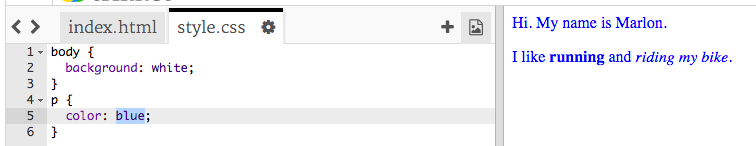 index.html style.css
1 body {
2 background: white;
3 }
4 p {
5 color: blue;
6 }
Hi. My name is Marlon.
I like running and riding my bike.